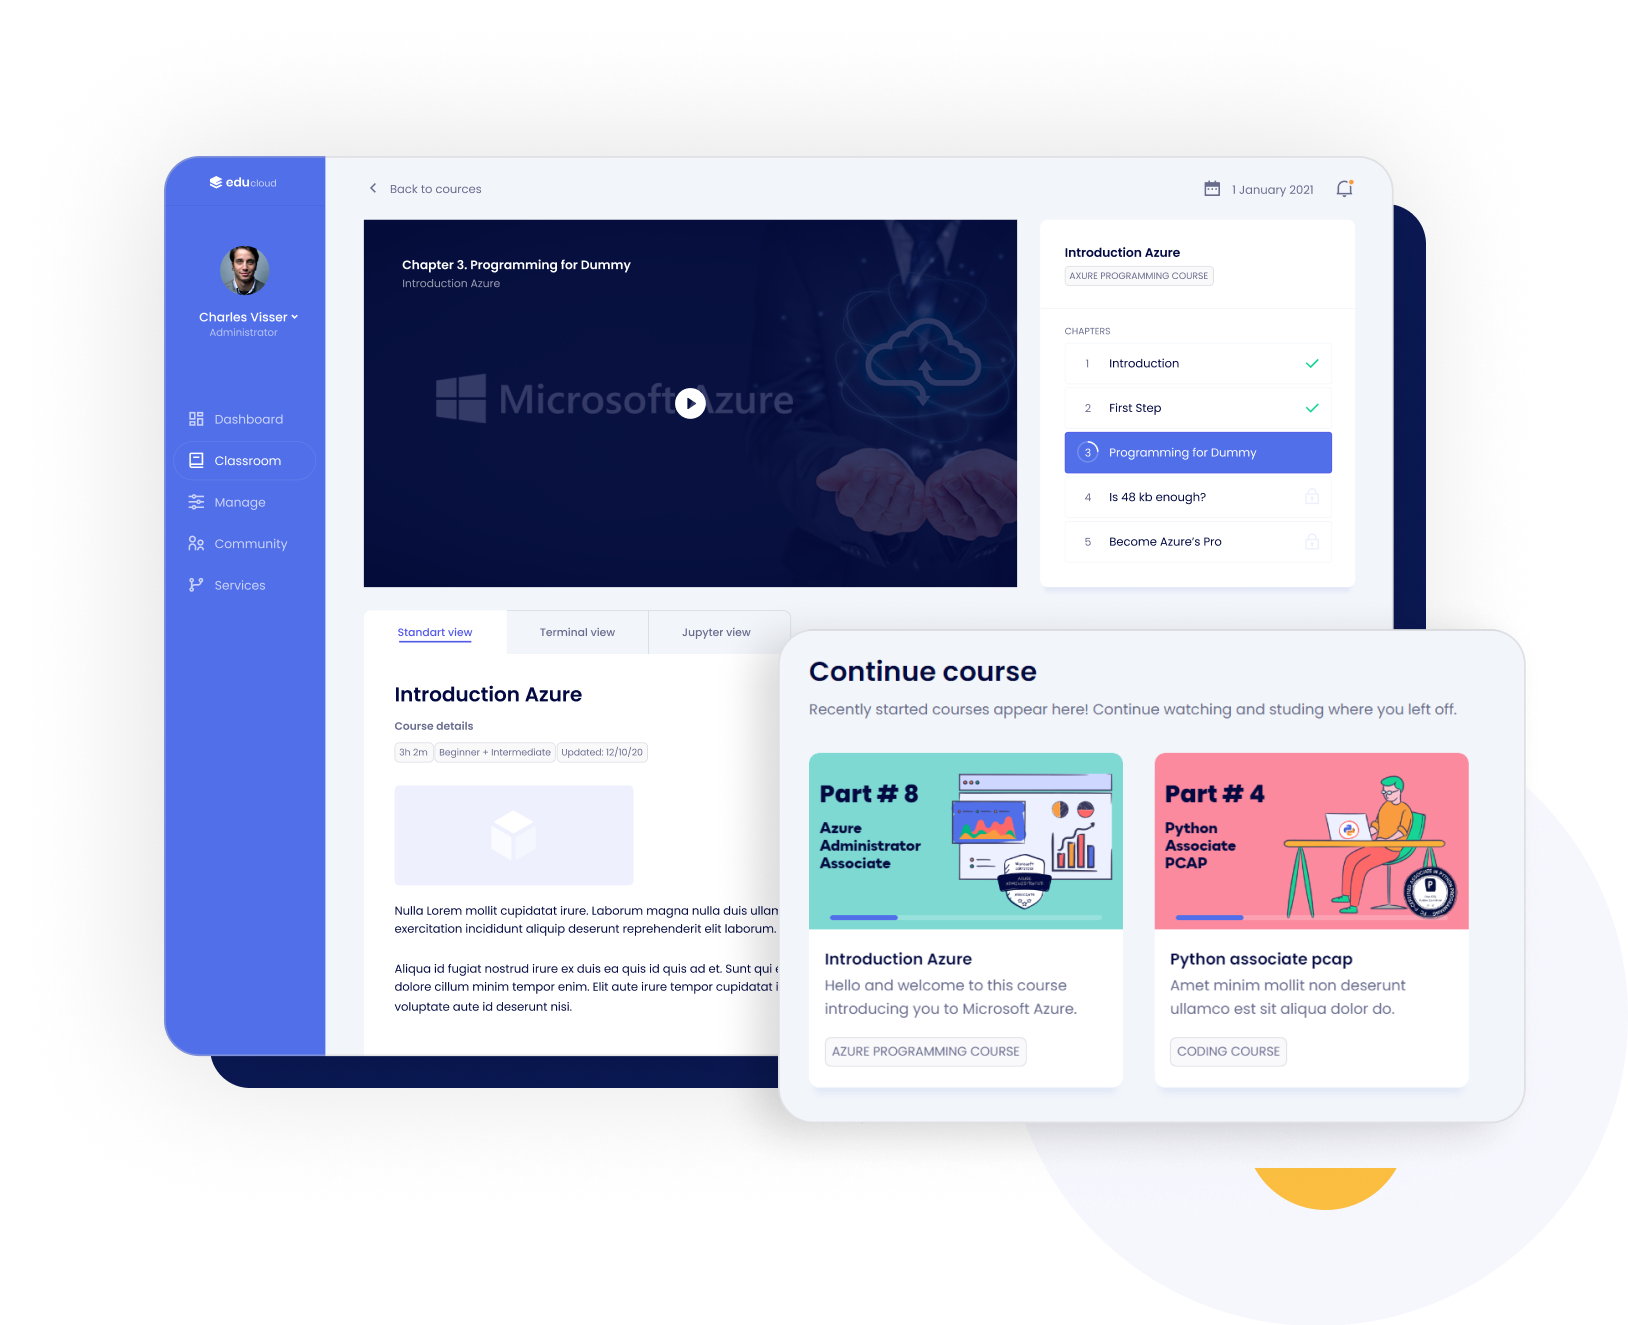 educloud
Charles Visser
Administrator
Dashboard
Classroom
Manage
Community
Services
Back to cources
1 January 2021
Chapter 3. Programming for Dummy
Introduction Azure
Microsoft Azure
Introduction Azure
AXURE PROGRAMMING COURSE
CHAPTERS
1 Introduction
2 First Step
3 Programming for Dummy
4 Is 48 kb enough?
5 Become Azure's Pro
Standart view
Terminal view
Jupyter view
Introduction Azure
Course details
3h 2m
Beginner + Intermediate
Updated: 12/10/20
Nulla Lorem mollit cupidatat irure. Laborum magna nulla duis ullam
exercitation incididunt aliquip deserunt reprehenderit elit laborum.
Aliqua id fugiat nostrud irure ex duis ea quis id quis ad et. Sunt qui
dolore cillum minim tempor enim. Elit aute irure tempor cupidatat
voluptate aute id deserunt nisi.
Continue course
Recently started courses appear here! Continue watching and studing where you left off.
Part # 8
Azure
Administrator
Associate
Microsoft
Introduction Azure
Hello and welcome to this course
introducing you to Microsoft Azure.
AZURE PROGRAMMING COURSE
Part # 4
Python
Associate
PCAP
Python associate pcap
Amet minim mollit non deserunt
ullamco est sit aliqua dolor do.
CODING COURSE